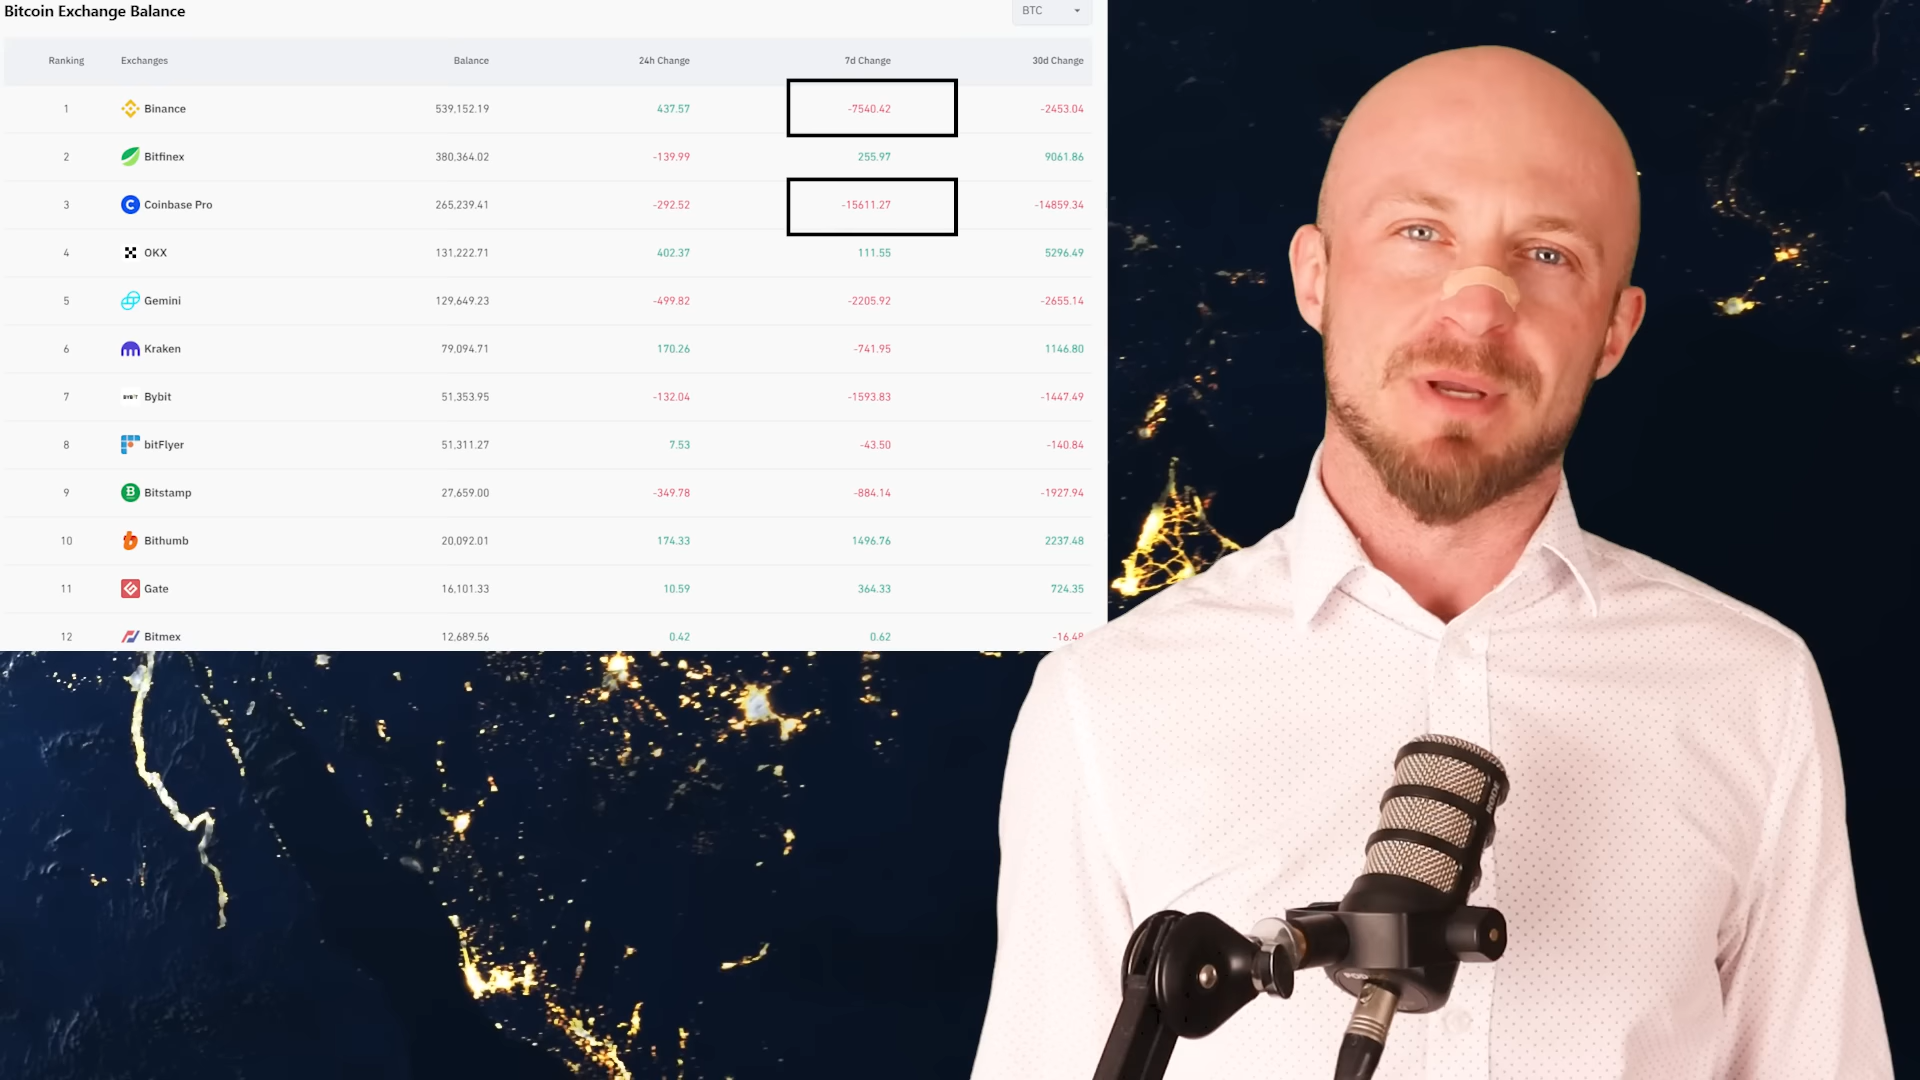 Bitcoin Exchange Balance
BTC
Ranking Exchanges Balance 24h Change 7d Change 30d Change
1 Binance 539,152.19 437.57 -7540.42 -2453.04
2 Bitfinex 380,364.02 -139.99 255.97 9061.86
3 Coinbase Pro 265,239.41 -292.52 -15611.27 -14859.34
4 OKX 131,222.71 402.37 111.55 5296.49
5 Gemini 129,649.23 -499.82 -2205.92 -2655.14
6 Kraken 79,094.71 170.26 -741.95 1146.80
7 BYBIT Bybit 51,353.95 -132.04 -1593.83 -1447.49
8 bitFlyer 51,311.27 7.53 -43.50 -140.84
9 Bitstamp 27,659.00 -349.78 -884.14 -1927.94
10 Bithumb 20,092.01 174.33 1496.76 2237.48
11 Gate 16,101.33 10.59 364.33 724.35
12 Bitmex 12,689.56 0.42 0.62 -16.48
RODE